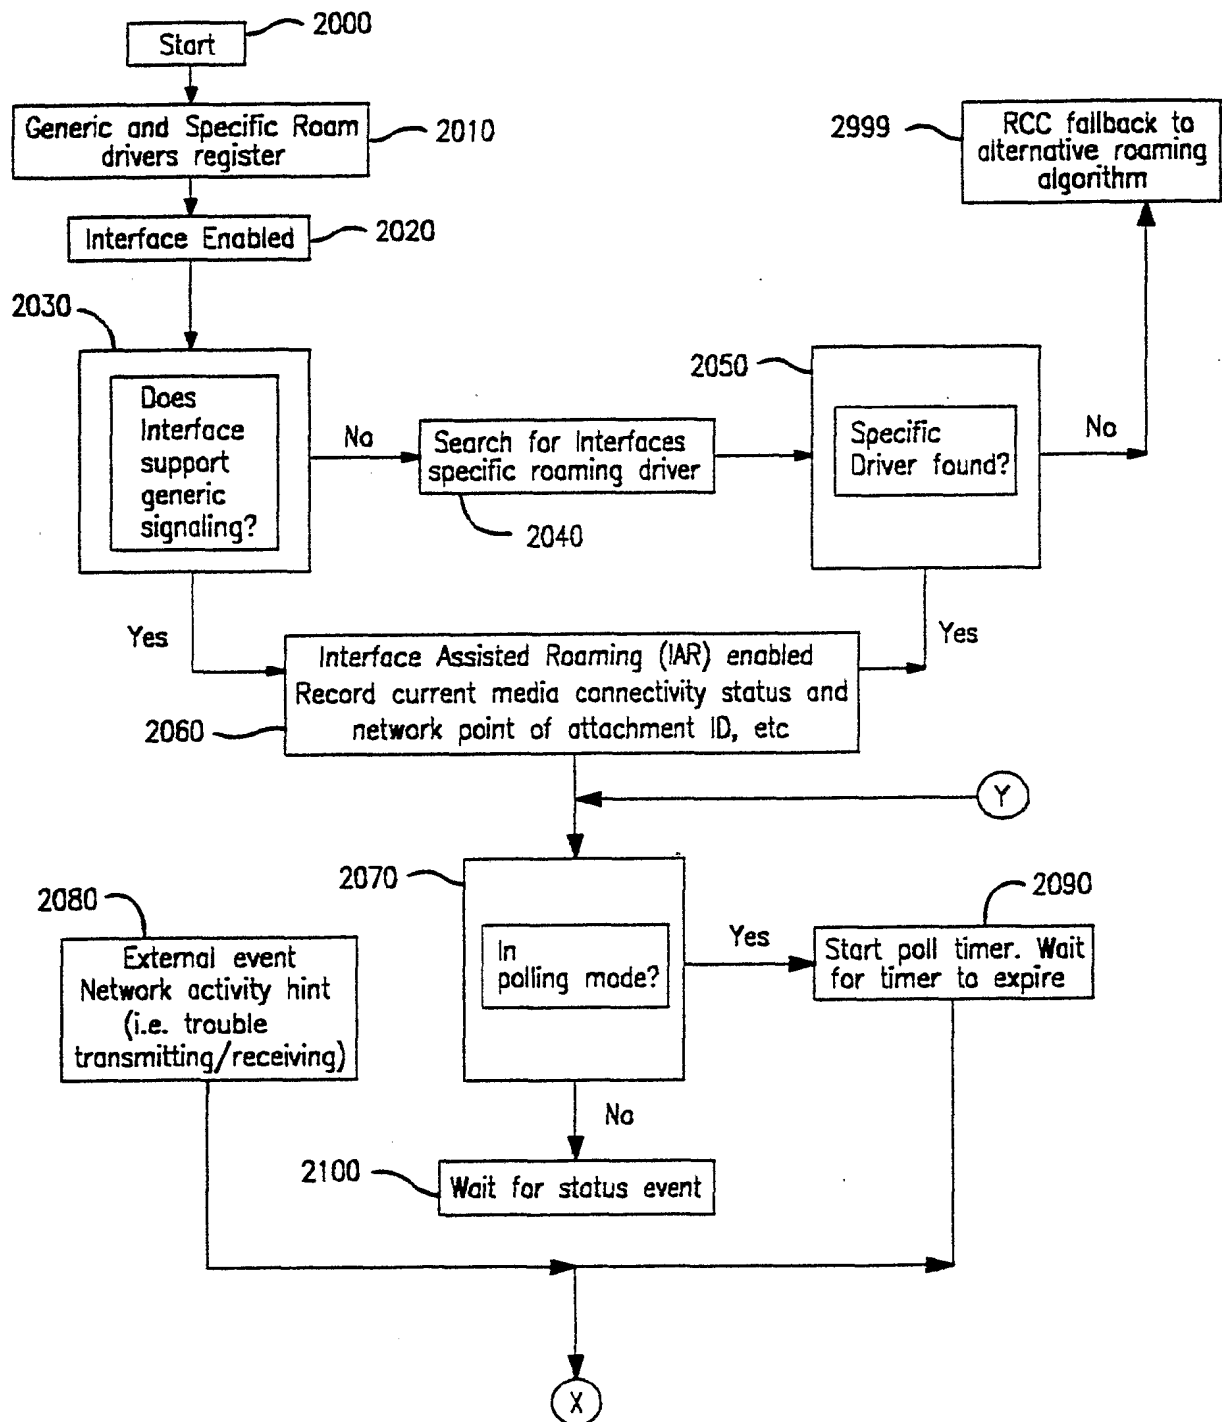 2000
Start
Generic and Specific Roam
drivers register
2010
2999
RCC fallback to
alternative roaming
algorithm
Interface Enabled
2020
2030
Does
Interface
support
generic
signaling?
No
Search for Interfaces
specific roaming driver
2040
2050
Specific
Driver found?
No
Yes
Yes
Interface Assisted Roaming (IAR) enabled
Record current media connectivity status and
network point of attachment ID, etc
2060
Y
2070
In
polling mode?
Yes
2090
Start poll timer. Wait
for timer to expire
2080
External event
Network activity hint
(i.e. trouble
transmitting/receiving)
No
2100
Wait for status event
X